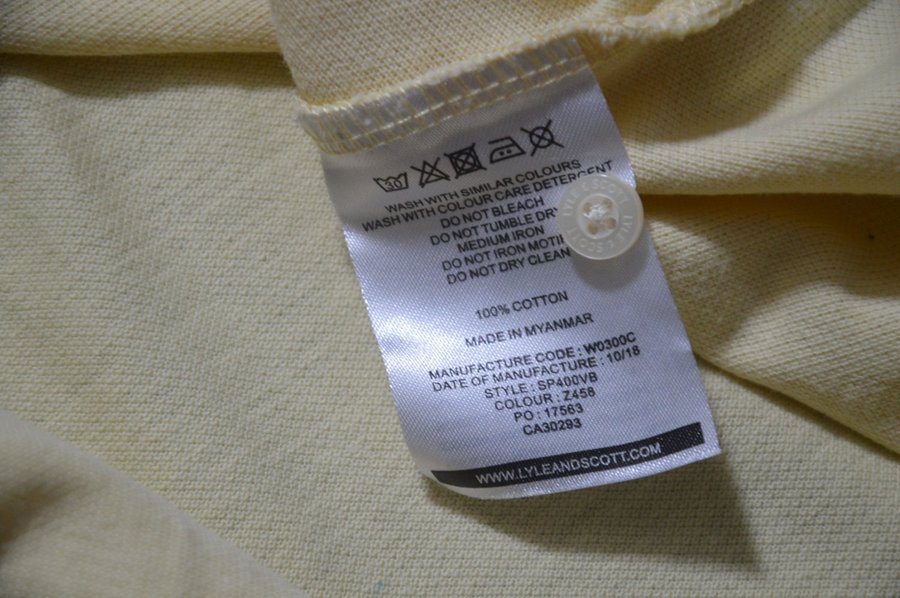 30
WASH WITH SIMILAR COLOURS
WASH WITH COLOUR CARE DETERGENT
DO NOT BLEACH
DO NOT TUMBLE DRY
MEDIUM IRON
DO NOT IRON MOTIF
DO NOT DRY CLEAN
100% COTTON
MADE IN MYANMAR
MANUFACTURE CODE : W0300C
DATE OF MANUFACTURE : 10/18
STYLE : SP400VB
COLOUR : Z458
PO : 17563
CA30293
WWW.LYLEANDSCOTT.COM